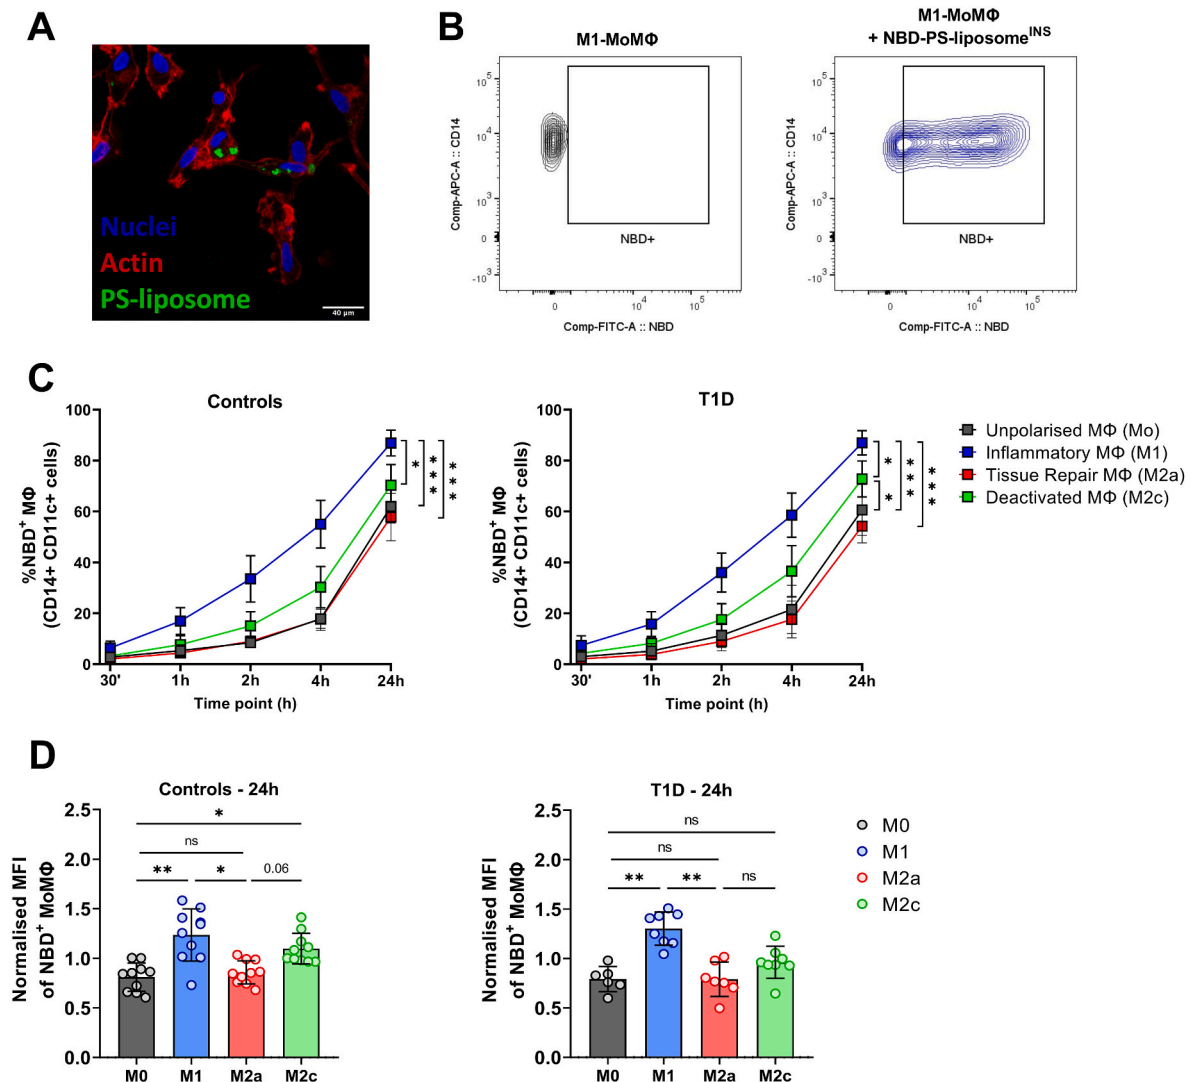 A
Nuclei
Actin
PS-liposome
40 µm
B
M1-MoMΦ
Comp-APC-A :: CD14
10^5
10^4
10^3
0
-10^3
NBD+
0
10^4
10^5
Comp-FITC-A :: NBD
M1-MoMΦ
+ NBD-PS-liposome^INS
Comp-APC-A :: CD14
10^5
10^4
10^3
0
-10^3
NBD+
0
10^4
10^5
Comp-FITC-A :: NBD
C
Controls
%NBD⁺ MΦ
(CD14+ CD11c+ cells)
100
80
60
40
20
0
30'
1h
2h
4h
24h
Time point (h)
*
***
***
T1D
%NBD⁺ MΦ
(CD14+ CD11c+ cells)
100
80
60
40
20
0
30'
1h
2h
4h
24h
Time point (h)
*
*
***
***
Unpolarised MΦ (Mo)
Inflammatory MΦ (M1)
Tissue Repair MΦ (M2a)
Deactivated MΦ (M2c)
D
Controls - 24h
Normalised MFI
of NBD⁺ MoMΦ
2.5
2.0
1.5
1.0
0.5
0.0
*
ns
**
*
0.06
M0
M1
M2a
M2c
T1D - 24h
Normalised MFI
of NBD⁺ MoMΦ
2.5
2.0
1.5
1.0
0.5
0.0
ns
ns
**
**
ns
M0
M1
M2a
M2c
M0
M1
M2a
M2c